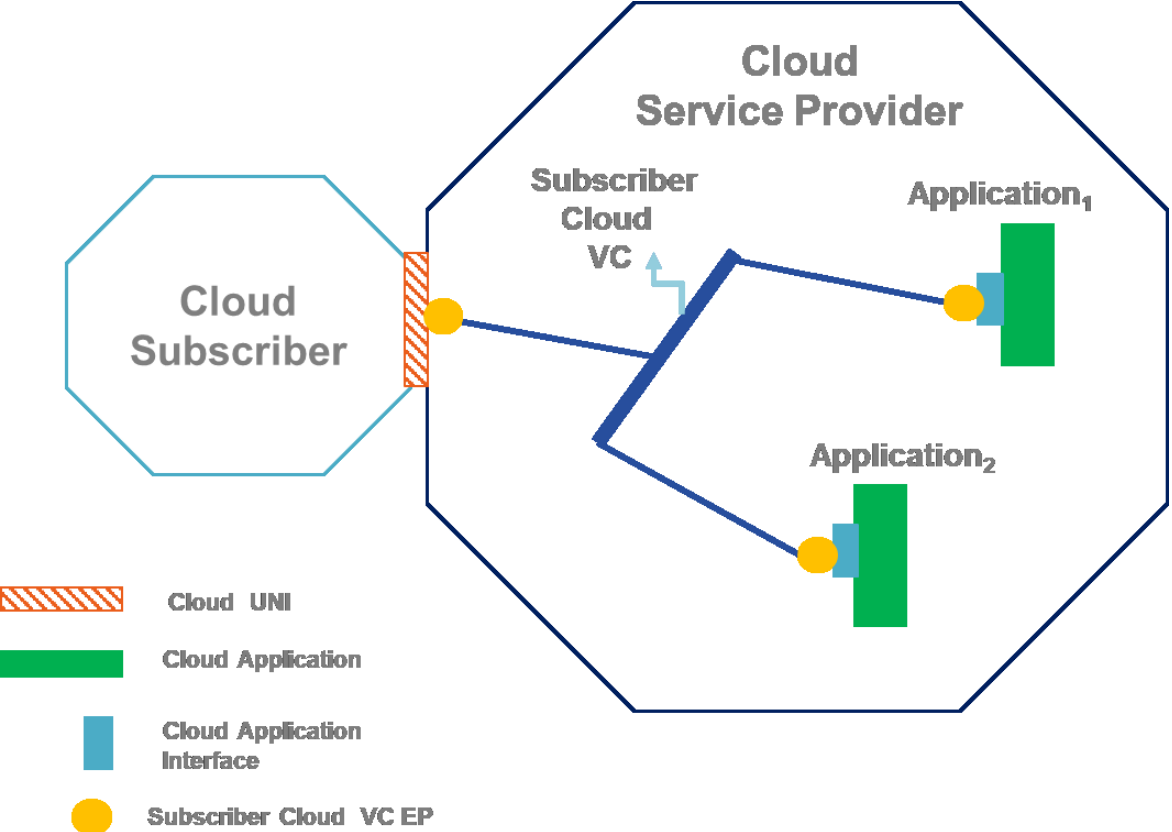 Cloud
Service Provider
Subscriber
Cloud
VC
Application₁
Cloud
Subscriber
Application₂
Cloud UNI
Cloud Application
Cloud Application
Interface
Subscriber Cloud VC EP